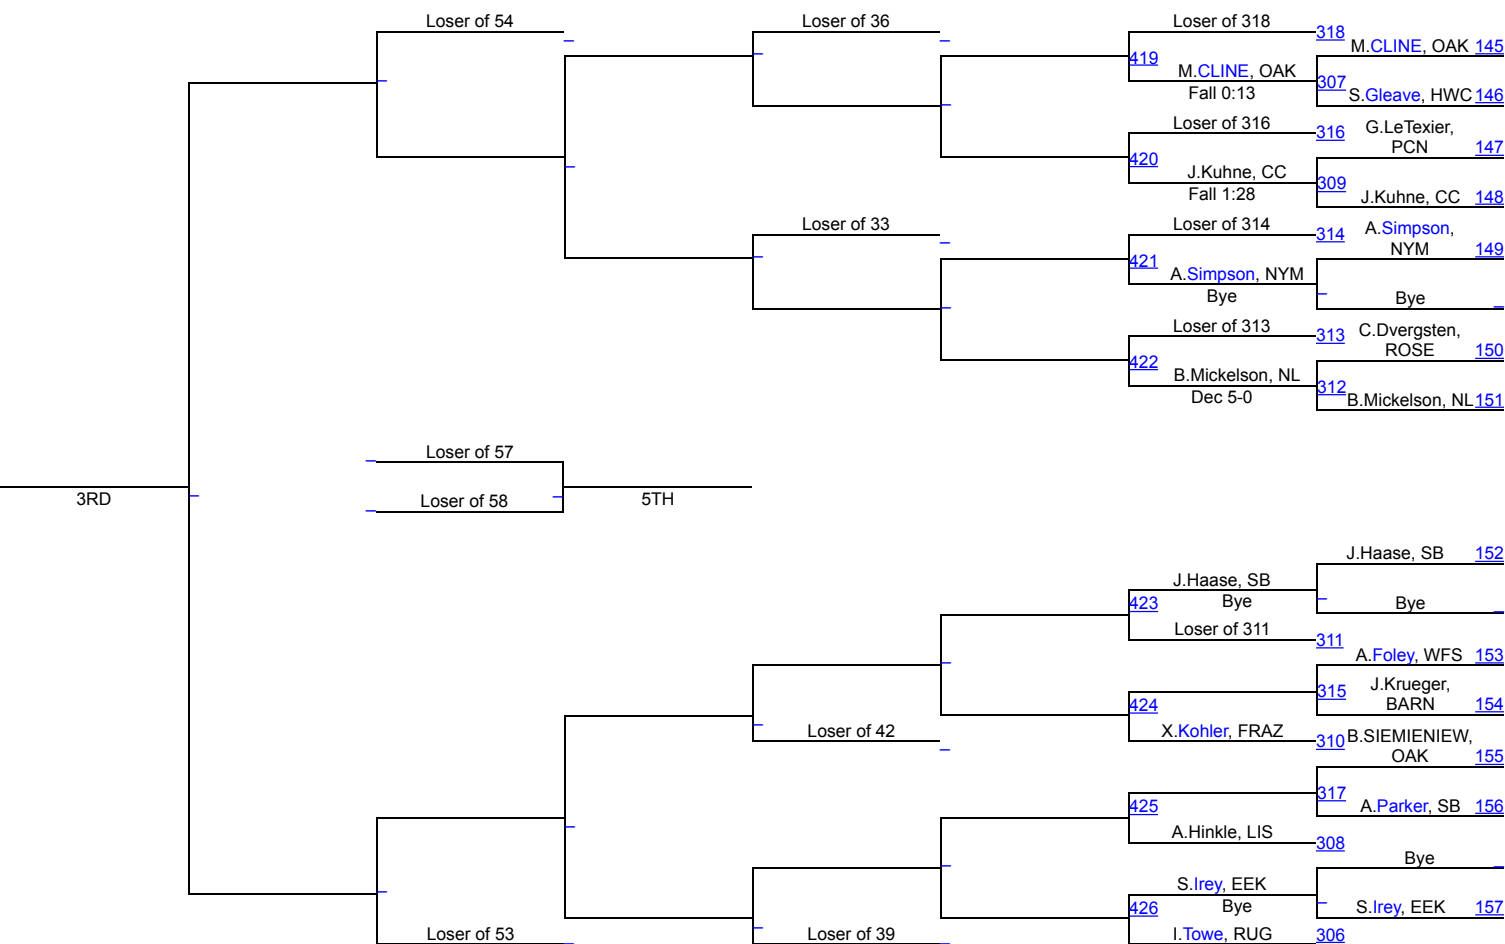 Loser of 54
Loser of 36
Loser of 318
318
M.CLINE, OAK 145
419
M.CLINE, OAK
Fall 0:13
307
S.Gleave, HWC 146
Loser of 316
316
G.LeTexier,
PCN 147
420
J.Kuhne, CC
Fall 1:28
309
J.Kuhne, CC 148
Loser of 33
Loser of 314
314
A.Simpson,
NYM 149
421
A.Simpson, NYM
Bye
Bye
Loser of 313
313
C.Dvergsten,
ROSE 150
422
B.Mickelson, NL
Dec 5-0
312
B.Mickelson, NL 151
Loser of 57
3RD
Loser of 58
5TH
J.Haase, SB 152
J.Haase, SB
423
Bye
Bye
Loser of 311
311
A.Foley, WFS 153
315
J.Krueger,
BARN 154
424
X.Kohler, FRAZ
310
Loser of 42
B.SIEMIENIEW,
OAK 155
317
425
A.Parker, SB 156
A.Hinkle, LIS
308
Bye
S.Irey, EEK
426
Bye
S.Irey, EEK 157
Loser of 53
Loser of 39
I.Towe, RUG
306